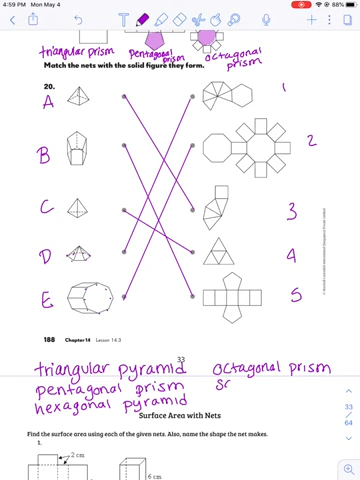 4:59 PM Mon May 4
51%
triangular prism
pentagonal prism
octagonal prism
Match the nets with the solid figure they form.
20.
A
1
B
2
C
3
D
4
E
5
188 Chapter 14 Lesson 14.3
33
triangular pyramid
octagonal prism
pentagonal prism
hexagonal pyramid
Surface Area with Nets
33
64
Find the surface area using each of the given nets. Also, name the shape the net makes.
1.
2 cm
6 cm